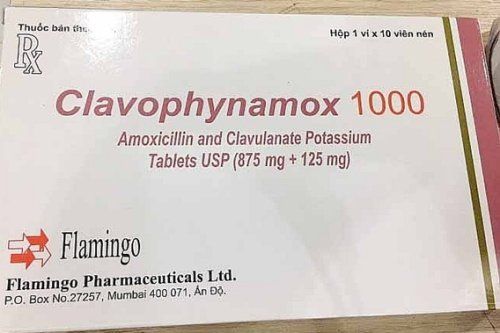 Thuốc bán the
Rx
Hộp 1 vỉ x 10 viên nén
Clavophynamox 1000
Amoxicillin and Clavulanate Potassium
Tablets USP (875 mg + 125 mg)
Flamingo
Flamingo Pharmaceuticals Ltd.
P.O. Box No.27257, Mumbai 400 071, Ấn Độ.